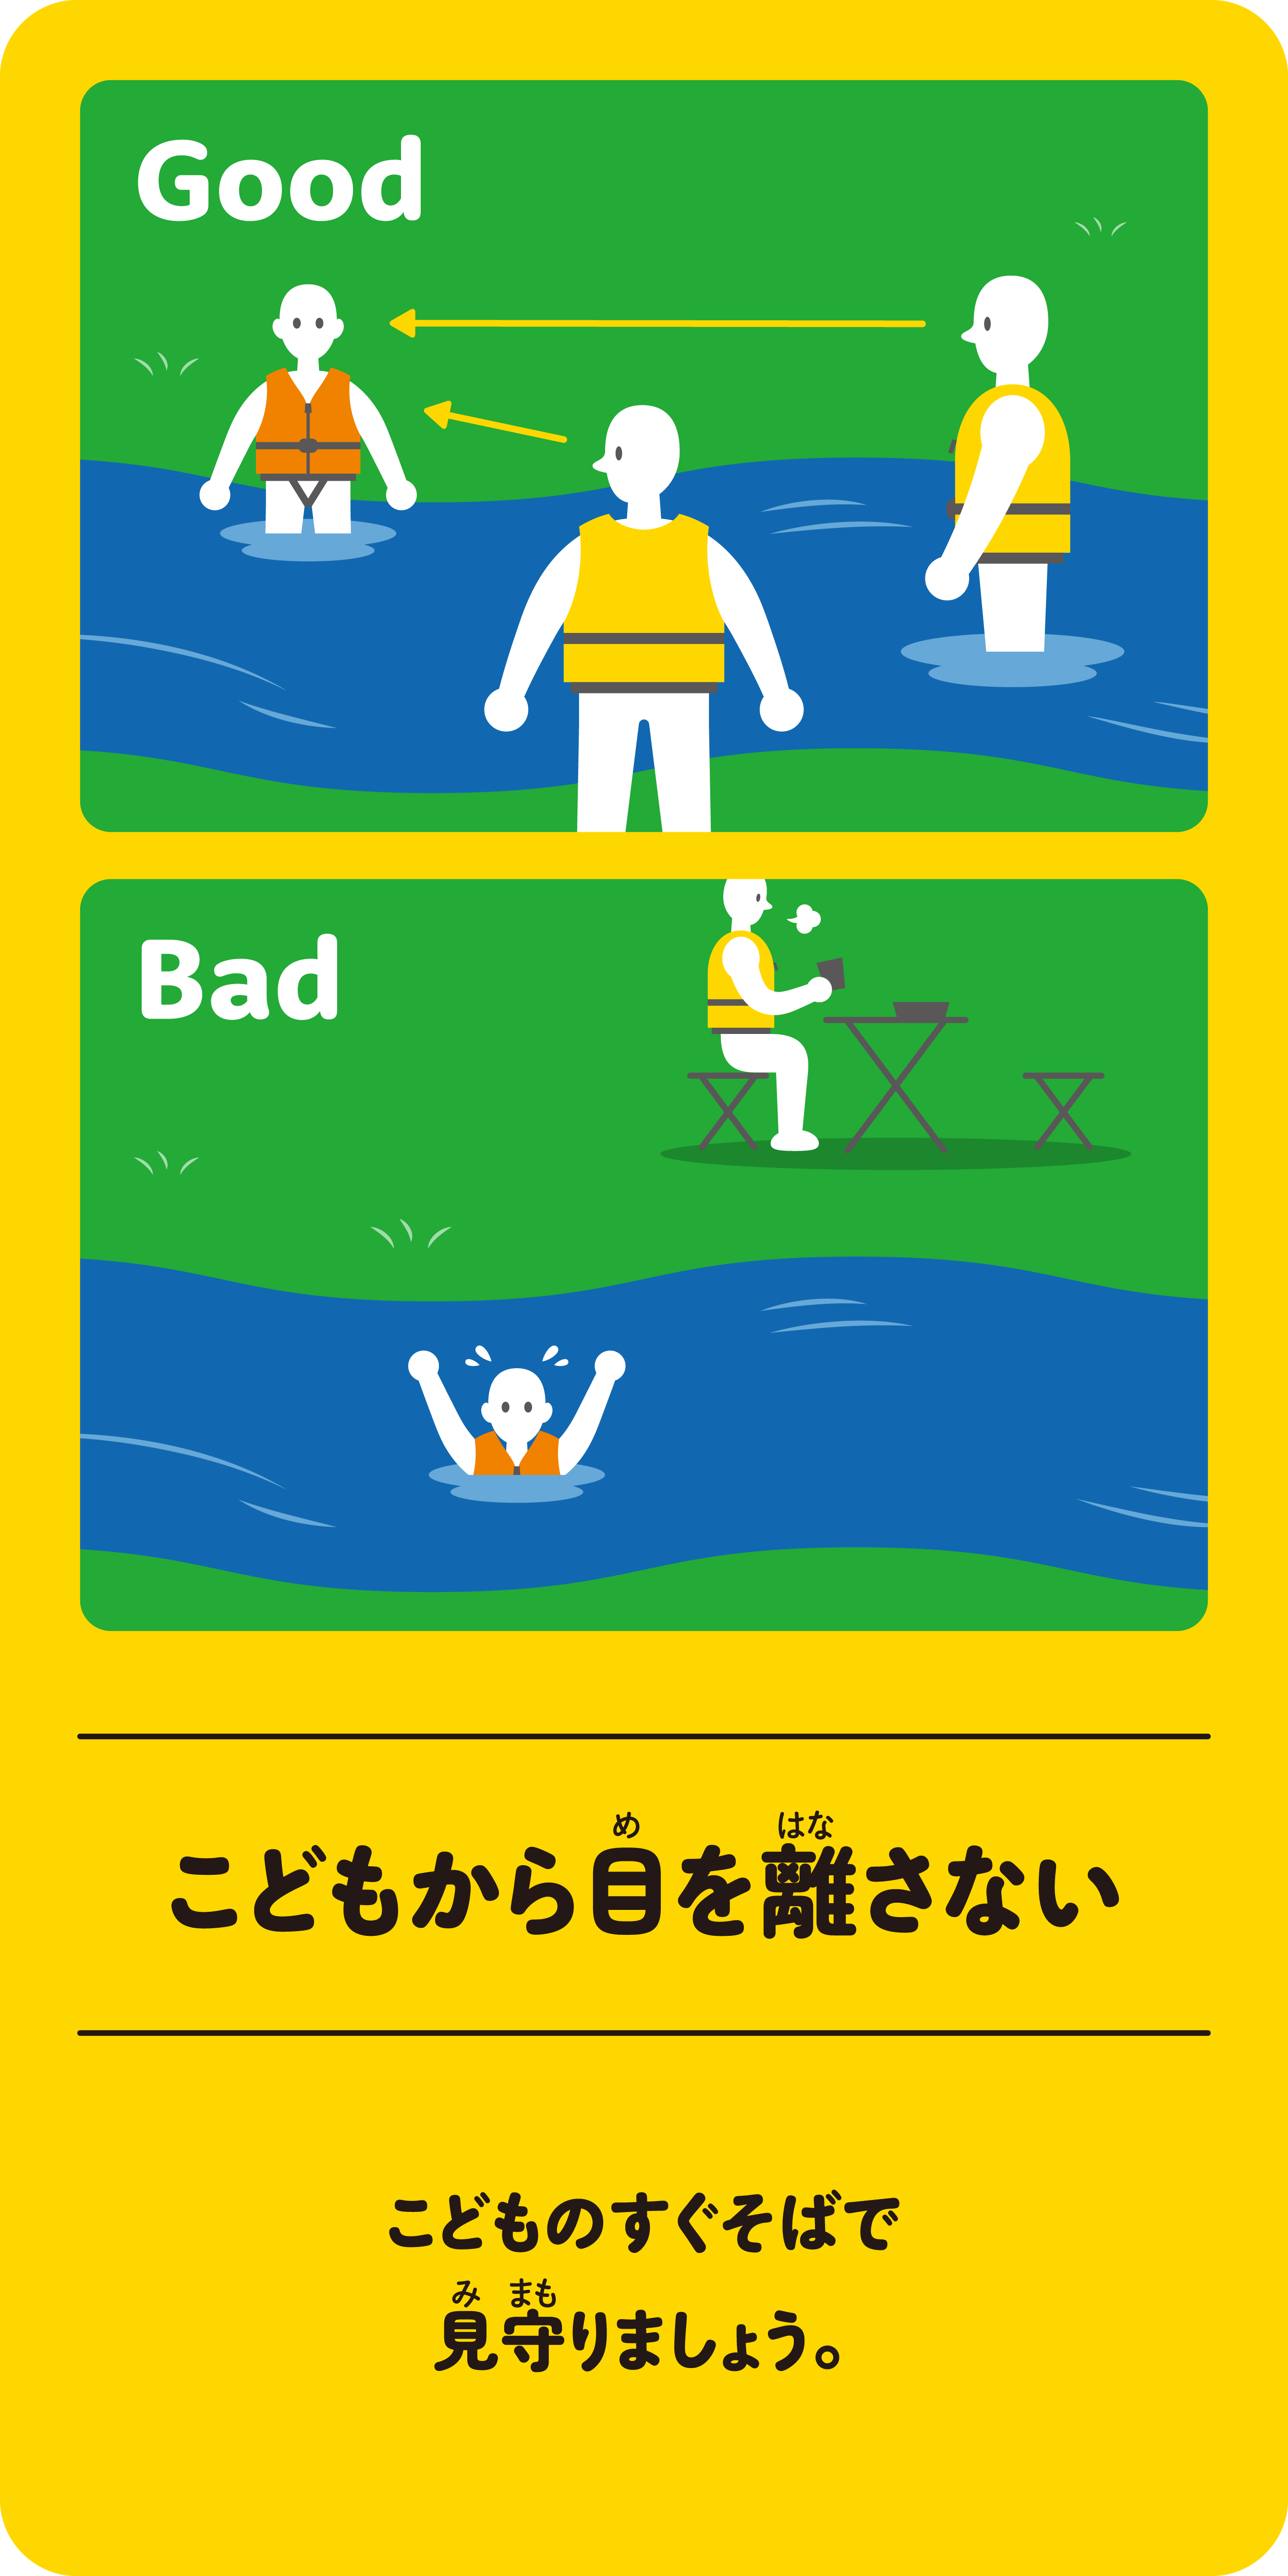 Good
Bad
こどもから目を離さない
め はな
こどものすぐそばで
見守りましょう。
み まも